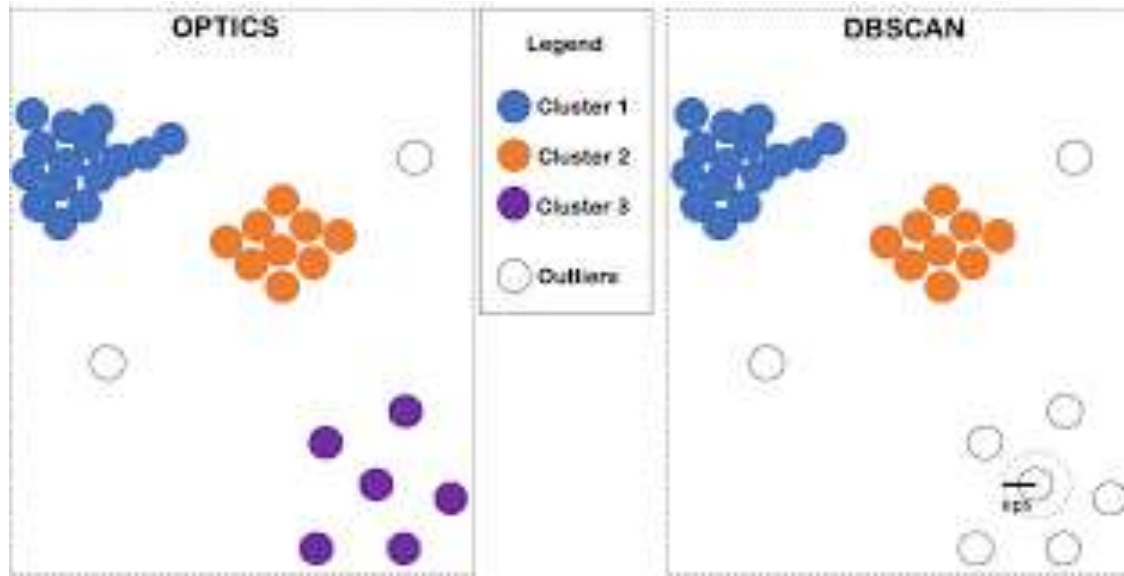 OPTICS
Legend
Cluster 1
Cluster 2
Cluster 3
Outliers
DBSCAN
eps